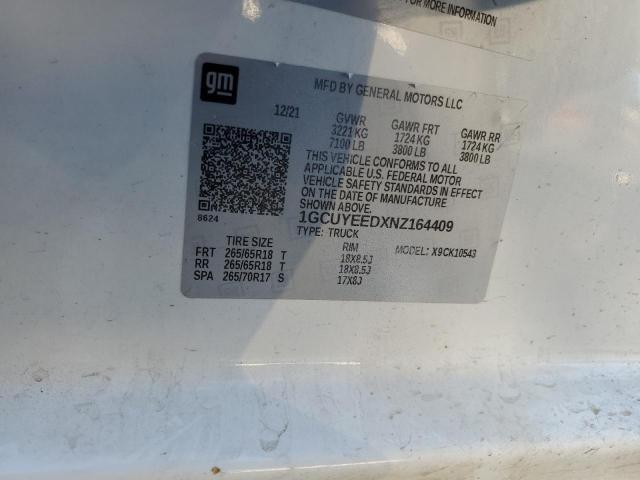 FOR MORE INFORMATION
gm
MFD BY GENERAL MOTORS LLC
12/21
GVWR GAWR FRT GAWR RR
3221 KG 1724 KG 1724 KG
7100 LB 3800 LB 3800 LB
THIS VEHICLE CONFORMS TO ALL
APPLICABLE U.S. FEDERAL MOTOR
VEHICLE SAFETY STANDARDS IN EFFECT
ON THE DATE OF MANUFACTURE
SHOWN ABOVE.
8624
1GCUYEEDXNZ164409
TYPE: TRUCK
TIRE SIZE RIM MODEL: X9CK10543
FRT 265/65R18 T 18X8.5J
RR 265/65R18 T 18X8.5J
SPA 265/70R17 S 17X8J